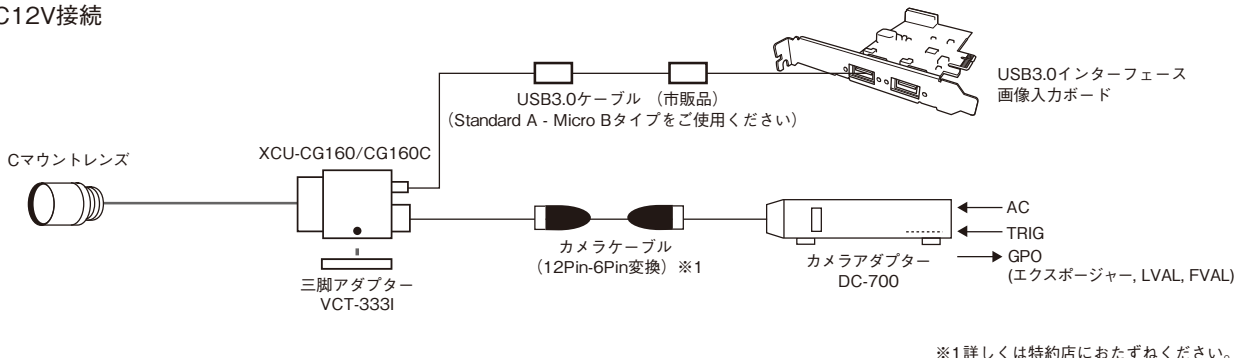 C12V接続
USB3.0ケーブル （市販品）
（Standard A - Micro Bタイプをご使用ください）
USB3.0インターフェース
画像入力ボード
Cマウントレンズ
XCU-CG160/CG160C
三脚アダプター
VCT-333I
カメラケーブル
（12Pin-6Pin変換）※1
カメラアダプター
DC-700
AC
TRIG
GPO
(エクスポージャー, LVAL, FVAL)
※1詳しくは特約店におたずねください。